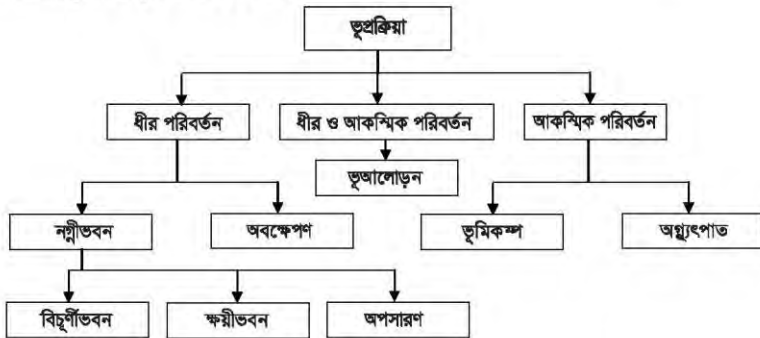 ভূপ্রক্রিয়া
ধীর পরিবর্তন
ধীর ও আকস্মিক পরিবর্তন
আকস্মিক পরিবর্তন
ভূআলোড়ন
নগ্নীভবন
অবক্ষেপণ
ভূমিকম্প
অগ্ন্যুৎপাত
বিচূর্ণীভবন
ক্ষয়ীভবন
অপসারণ